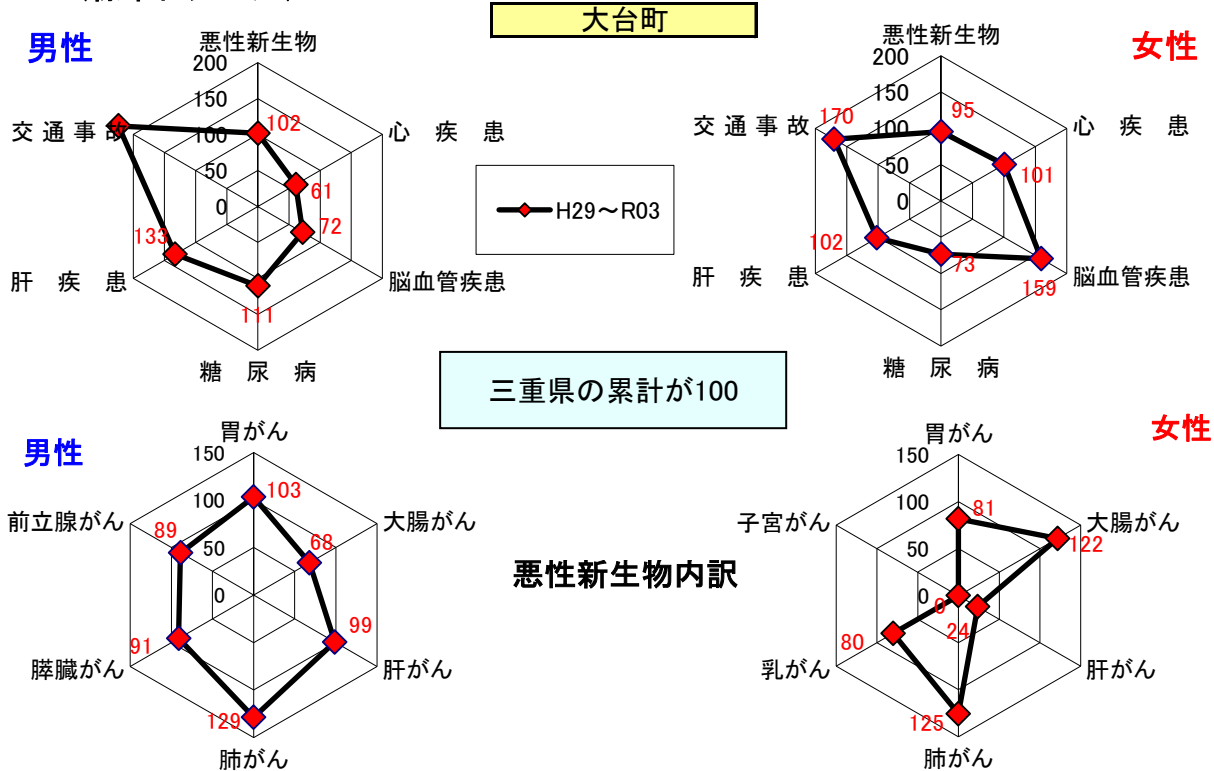 大台町
男性
悪性新生物
心 疾 患
脳血管疾患
糖 尿 病
肝 疾 患
交 通 事 故
200
150
100
50
0
102
61
72
111
133
女性
悪性新生物
心 疾 患
脳血管疾患
糖 尿 病
肝 疾 患
交 通 事 故
200
150
100
50
0
95
101
159
73
102
170
H29～R03
三重県の累計が100
男性
胃がん
大腸がん
肝がん
肺がん
膵臓がん
前立腺がん
150
100
50
0
103
68
99
129
91
89
悪性新生物内訳
女性
胃がん
大腸がん
肝がん
肺がん
乳がん
子宮がん
150
100
50
0
81
122
24
125
80
0